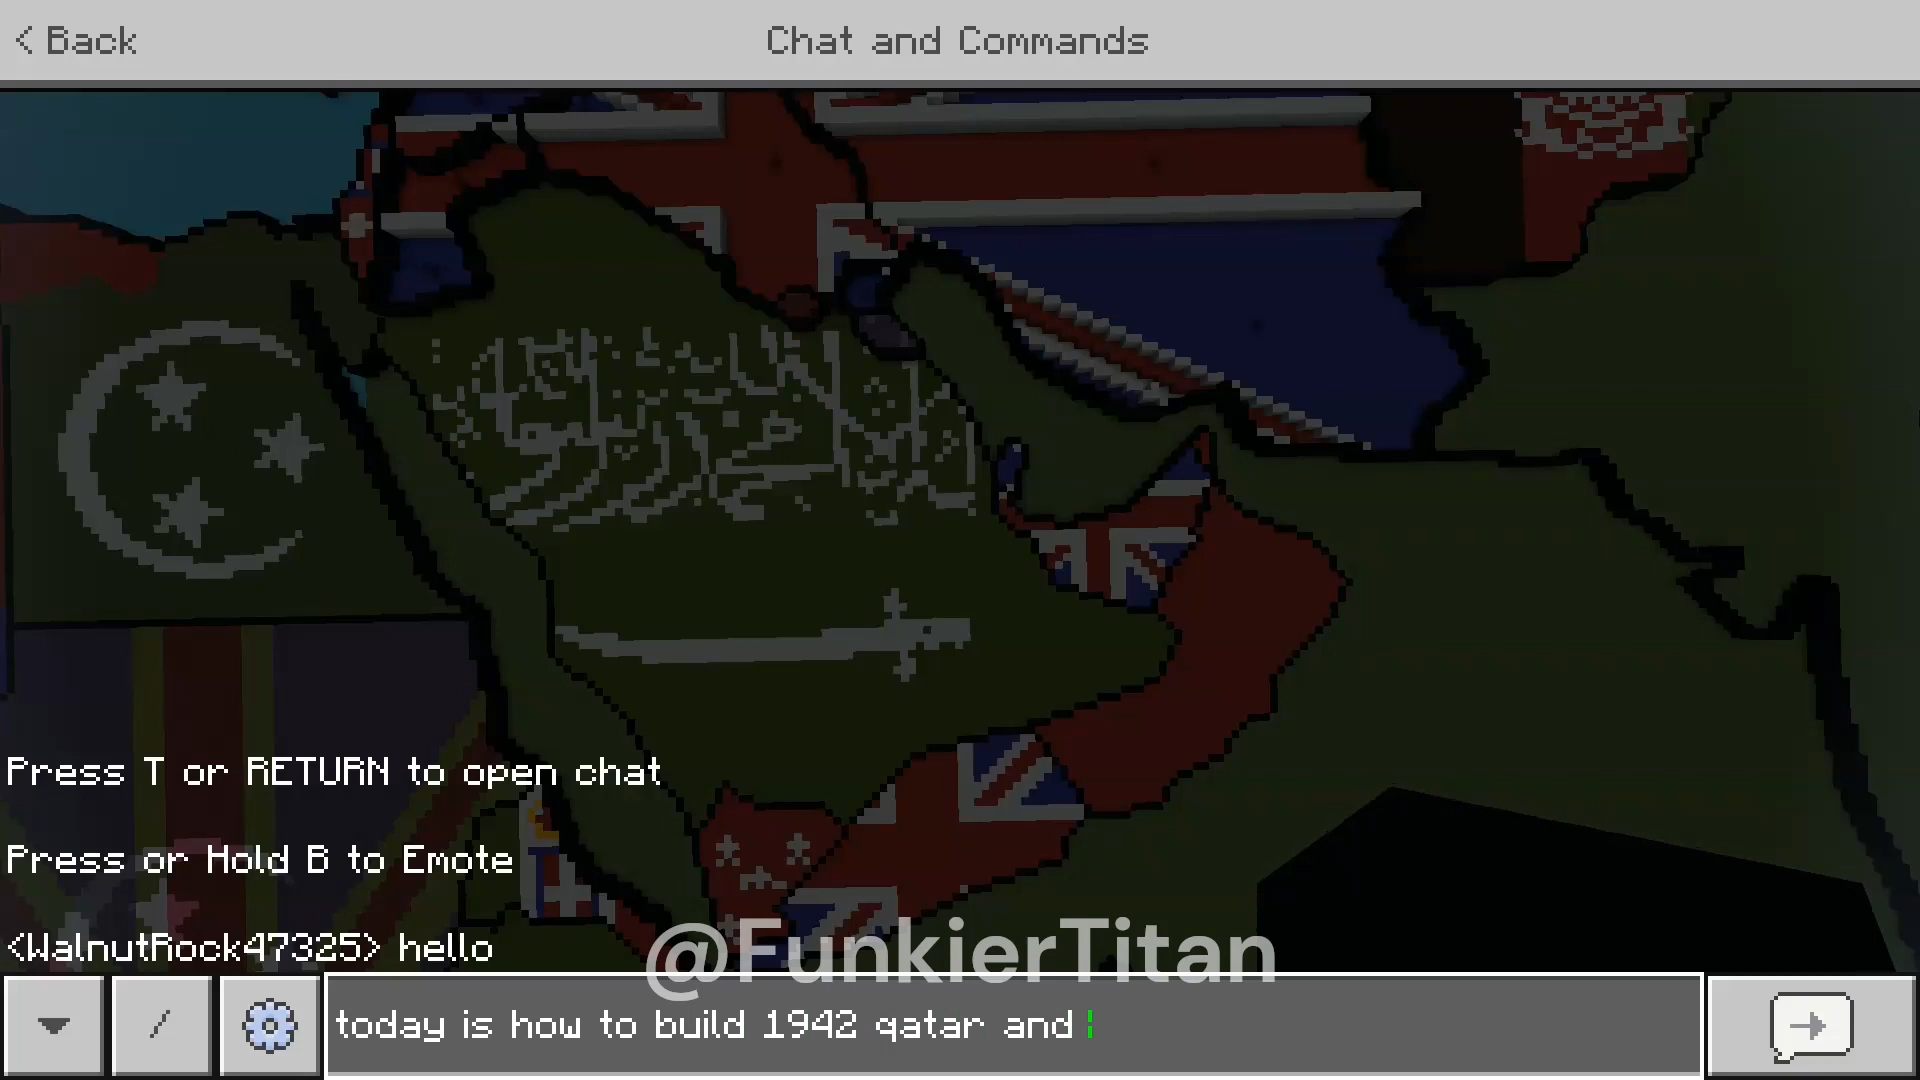 Back
Chat and Commands
Press T or RETURN to open chat
Press or Hold B to Emote
<WalnutRock47325> hello
@FunkierTitan
/
today is how to build 1942 qatar and